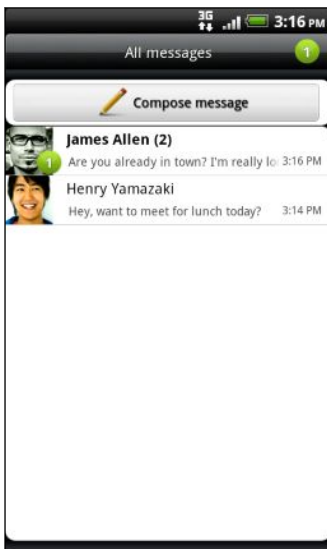 3G 3:16 PM
All messages 1
Compose message
James Allen (2)
1 Are you already in town? I'm really lo 3:16 PM
Henry Yamazaki
Hey, want to meet for lunch today? 3:14 PM